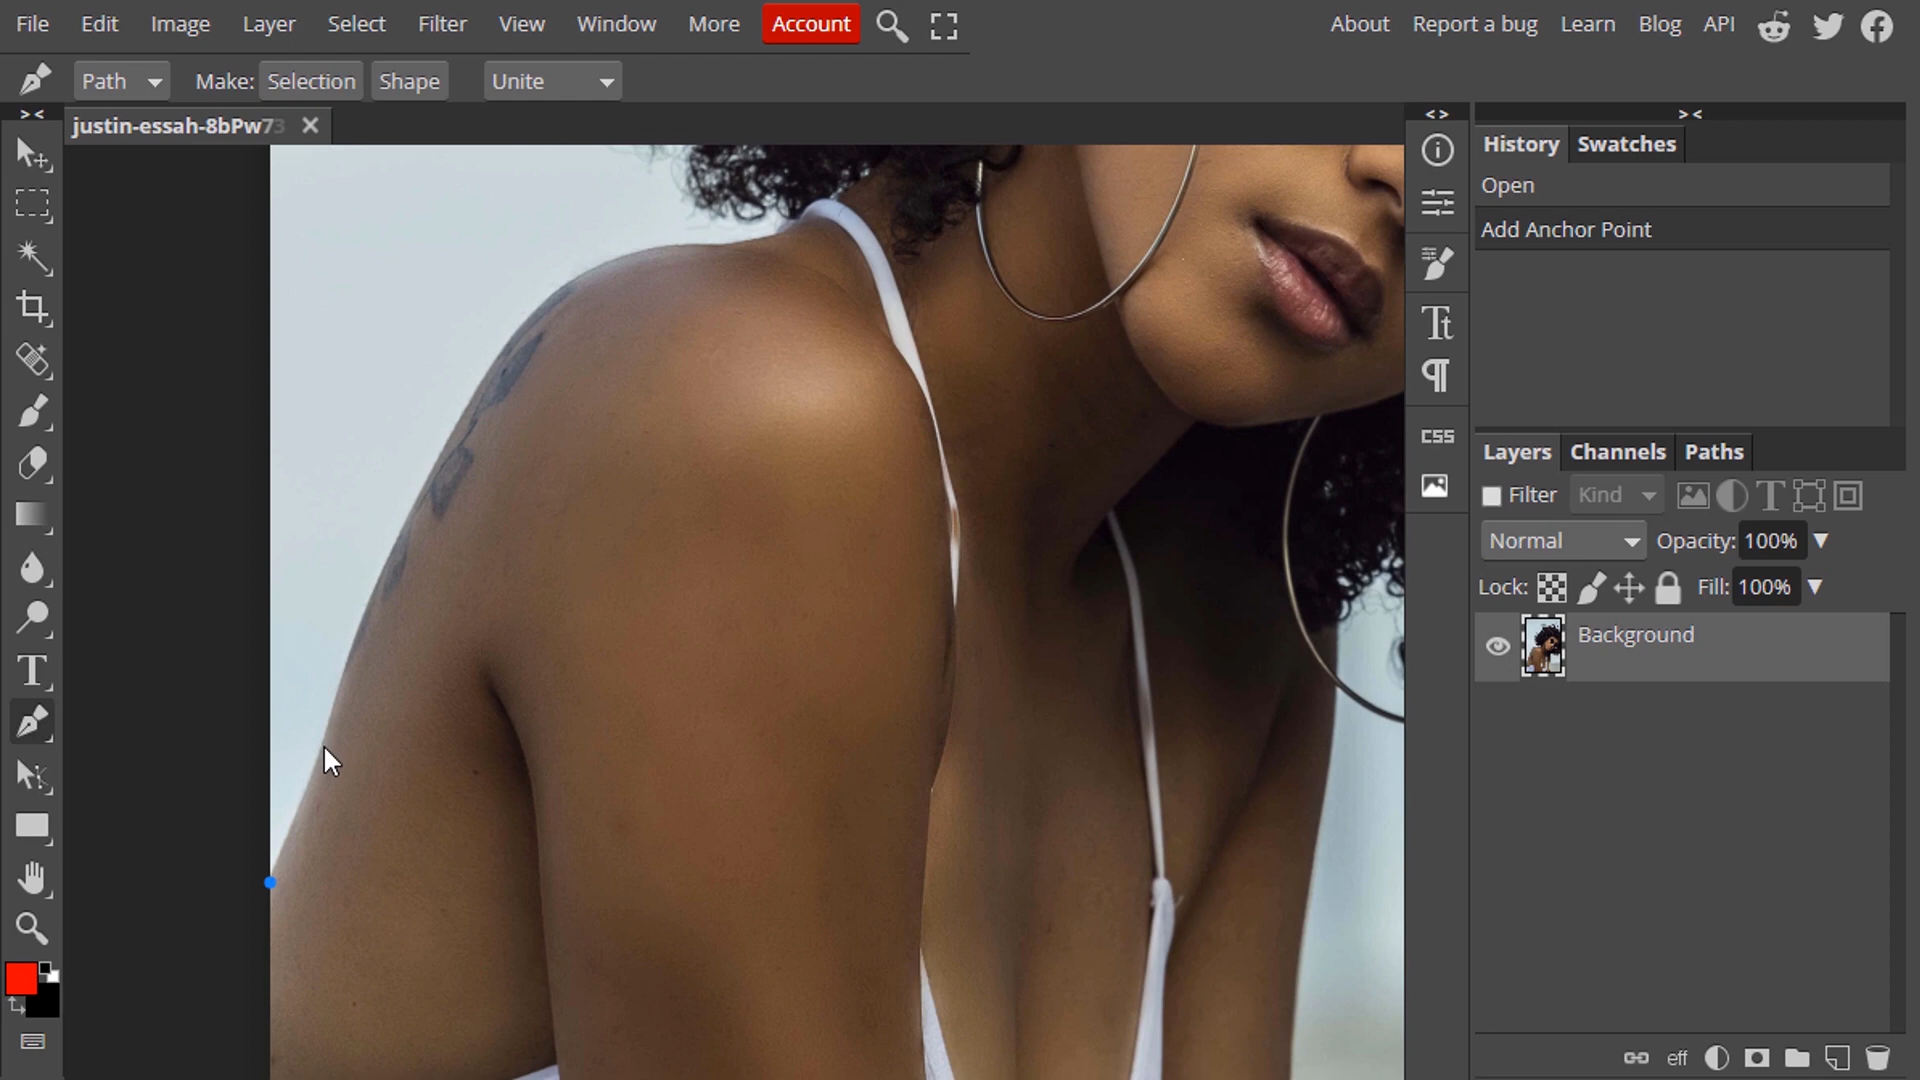 File Edit Image Layer Select Filter View Window More Account About Report a bug Learn Blog API
Path Make: Selection Shape Unite
> <
justin-essah-8bPw73
< >
> <
History Swatches
Open
Add Anchor Point
CSS
Layers Channels Paths
Filter Kind
Normal Opacity: 100%
Lock: Fill: 100%
Background
eff